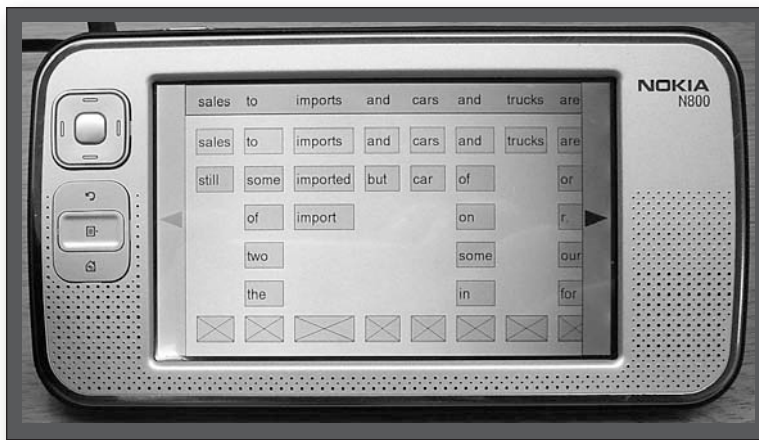 NOKIA
N800
sales to imports and cars and trucks are
sales to imports and cars and trucks are
still some imported but car of or
of import on r.
two some our
the in for